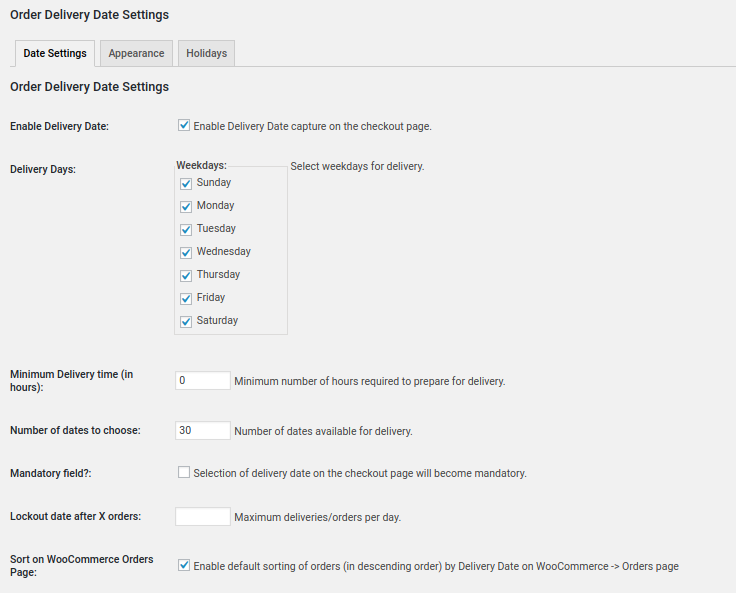 Order Delivery Date Settings
Date Settings Appearance Holidays
Order Delivery Date Settings
Enable Delivery Date: Enable Delivery Date capture on the checkout page.
Delivery Days: Weekdays: Select weekdays for delivery.
Sunday
Monday
Tuesday
Wednesday
Thursday
Friday
Saturday
Minimum Delivery time (in
hours): 0 Minimum number of hours required to prepare for delivery.
Number of dates to choose: 30 Number of dates available for delivery.
Mandatory field?: Selection of delivery date on the checkout page will become mandatory.
Lockout date after X orders: Maximum deliveries/orders per day.
Sort on WooCommerce Orders
Page: Enable default sorting of orders (in descending order) by Delivery Date on WooCommerce -> Orders page